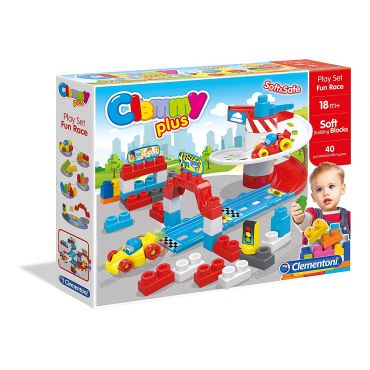 Clemmy
plus
Play Set
Fun Race
Clemmy
plus
Soft&Safe
Play Set
Fun Race
18 m+
Soft
Building Blocks
40
Clementoni